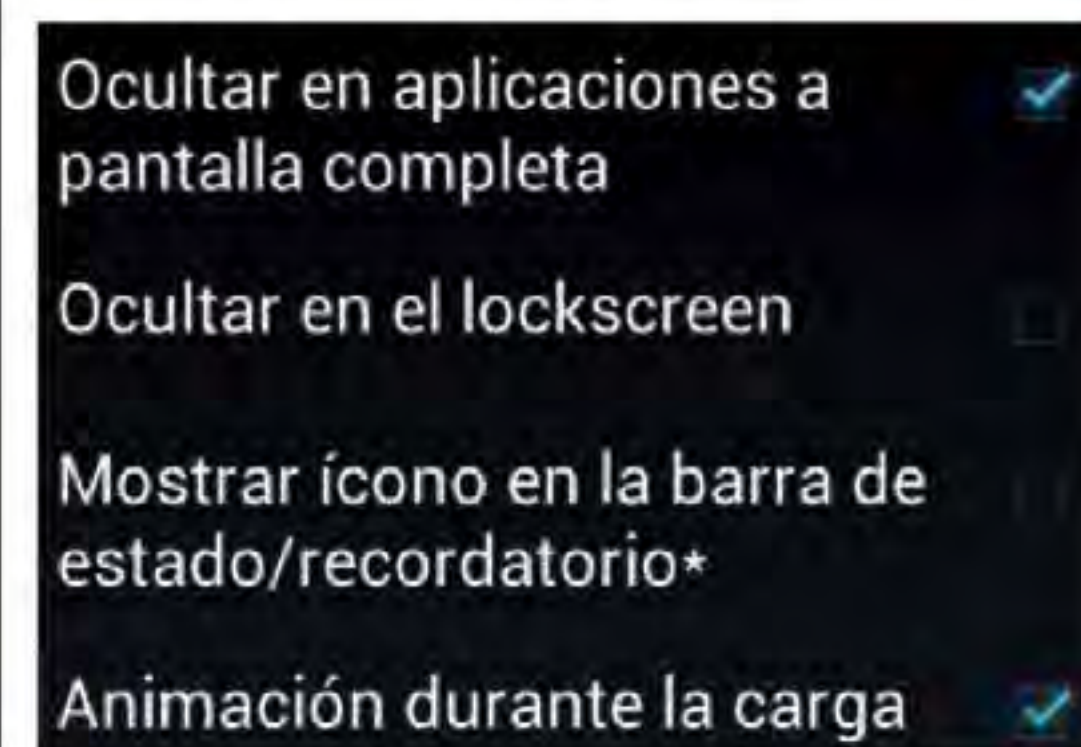 Ocultar en aplicaciones a
pantalla completa
Ocultar en el lockscreen
Mostrar ícono en la barra de
estado/recordatorio*
Animación durante la carga